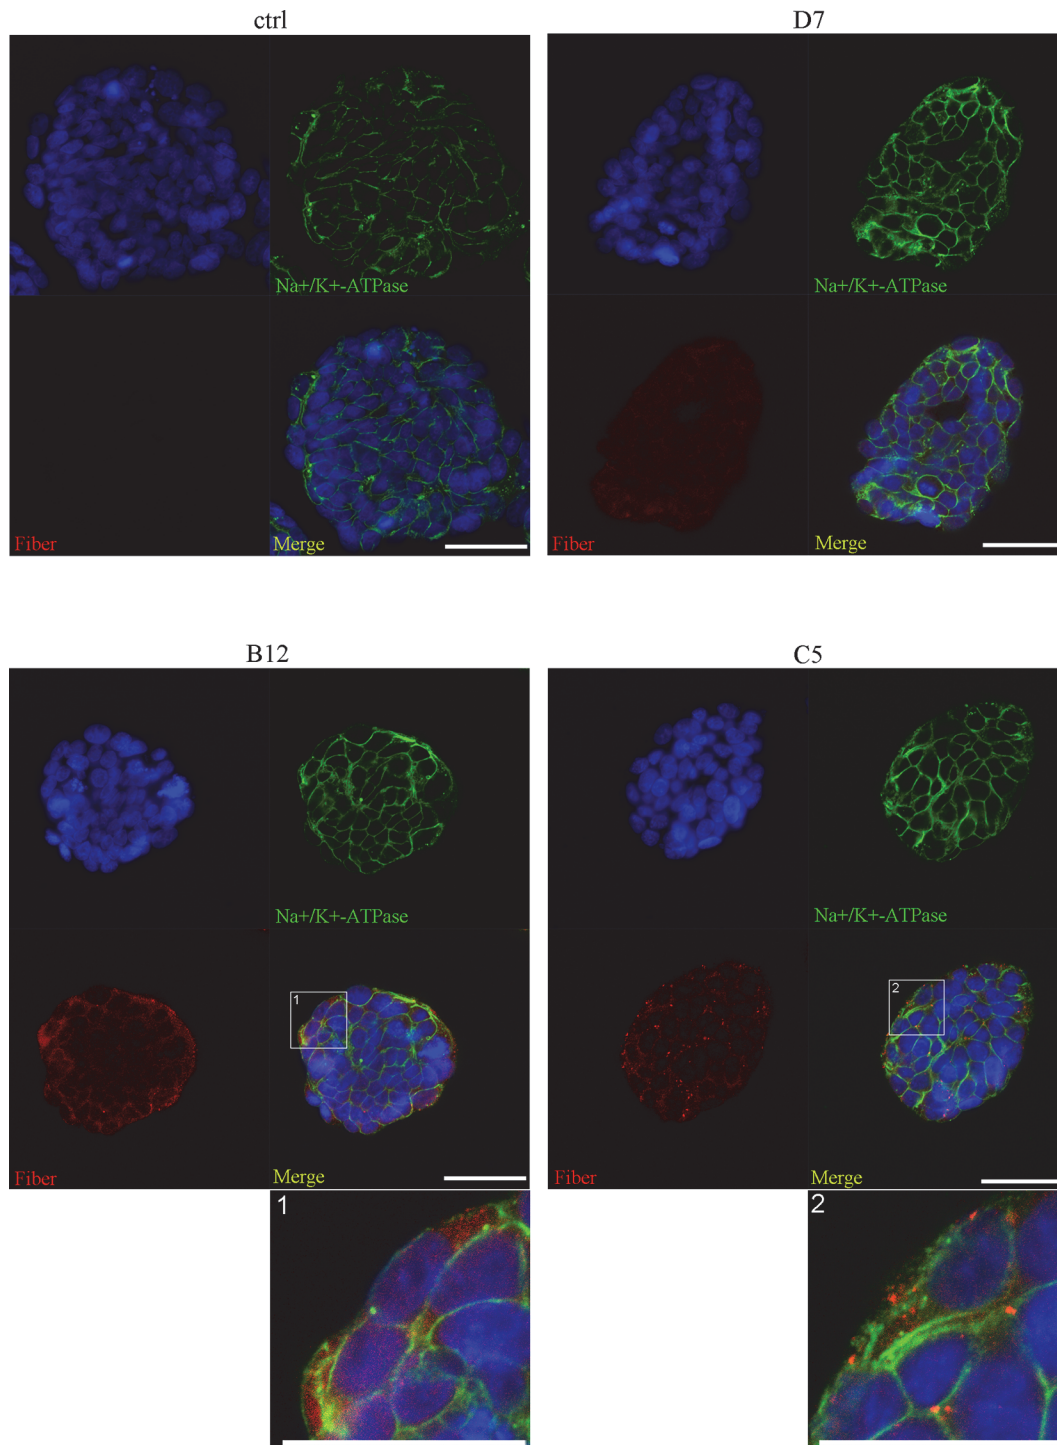 ctrl
D7
Na+/K+-ATPase
Na+/K+-ATPase
Fiber
Merge
Fiber
Merge
B12
C5
Na+/K+-ATPase
Na+/K+-ATPase
1
2
Fiber
Merge
Fiber
Merge
1
2